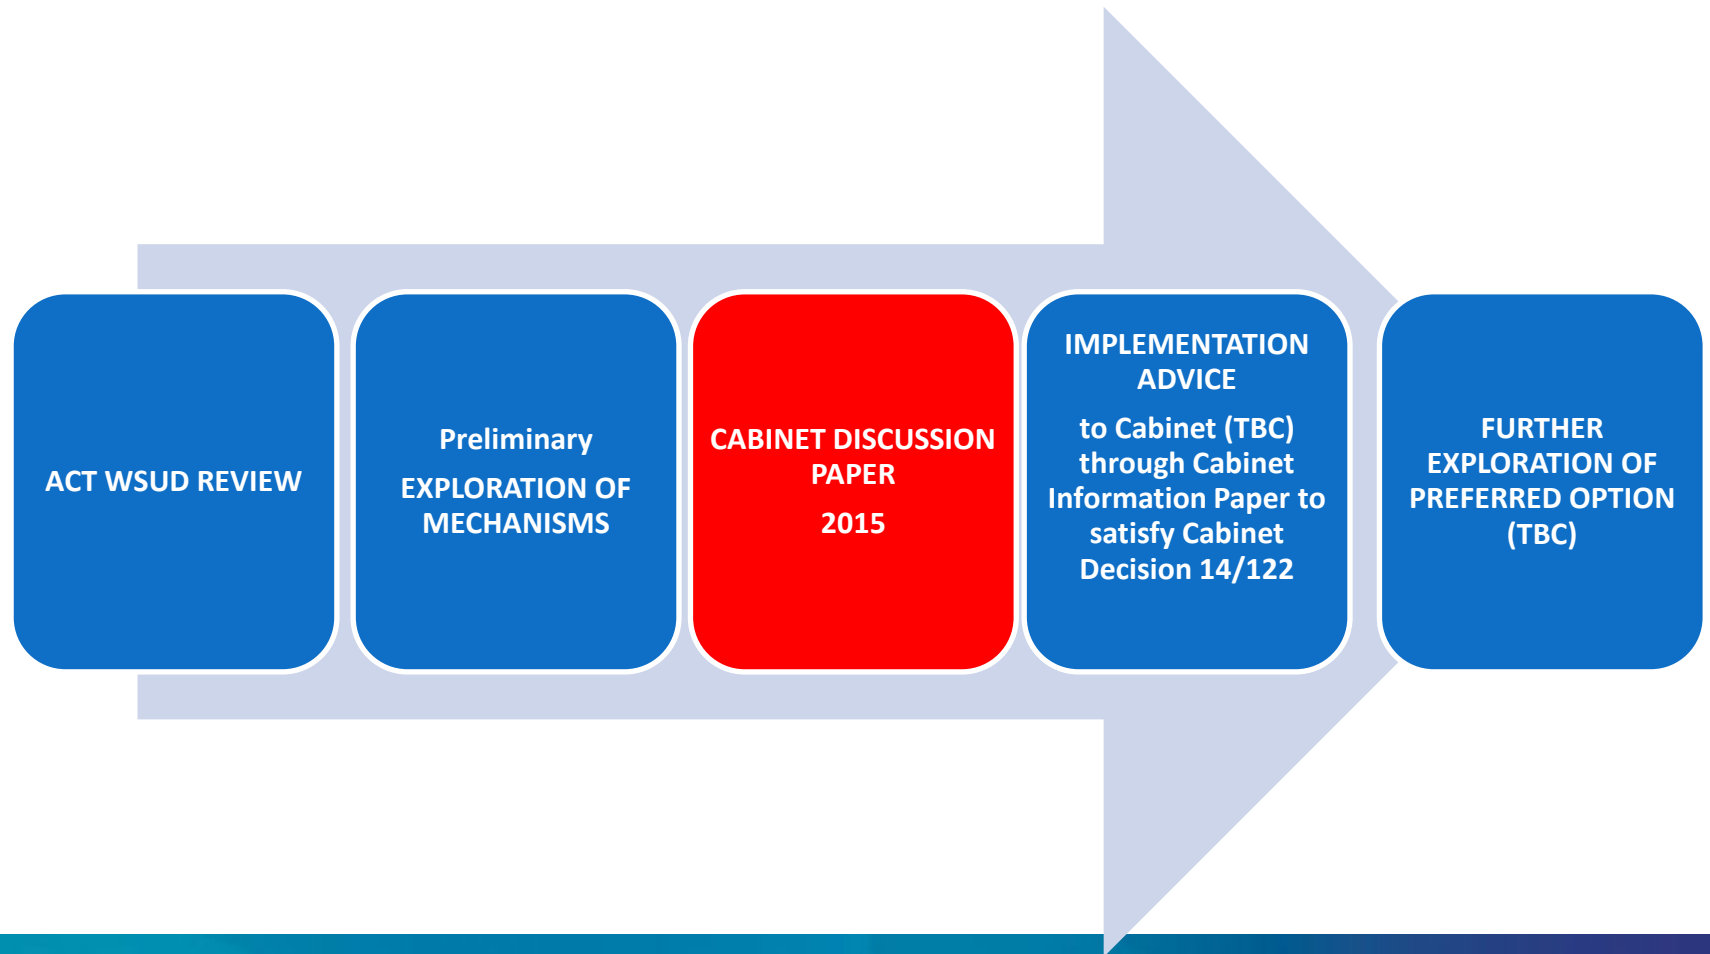 ACT WSUD REVIEW
Preliminary
EXPLORATION OF
MECHANISMS
CABINET DISCUSSION
PAPER
2015
IMPLEMENTATION
ADVICE
to Cabinet (TBC)
through Cabinet
Information Paper to
satisfy Cabinet
Decision 14/122
FURTHER
EXPLORATION OF
PREFERRED OPTION
(TBC)